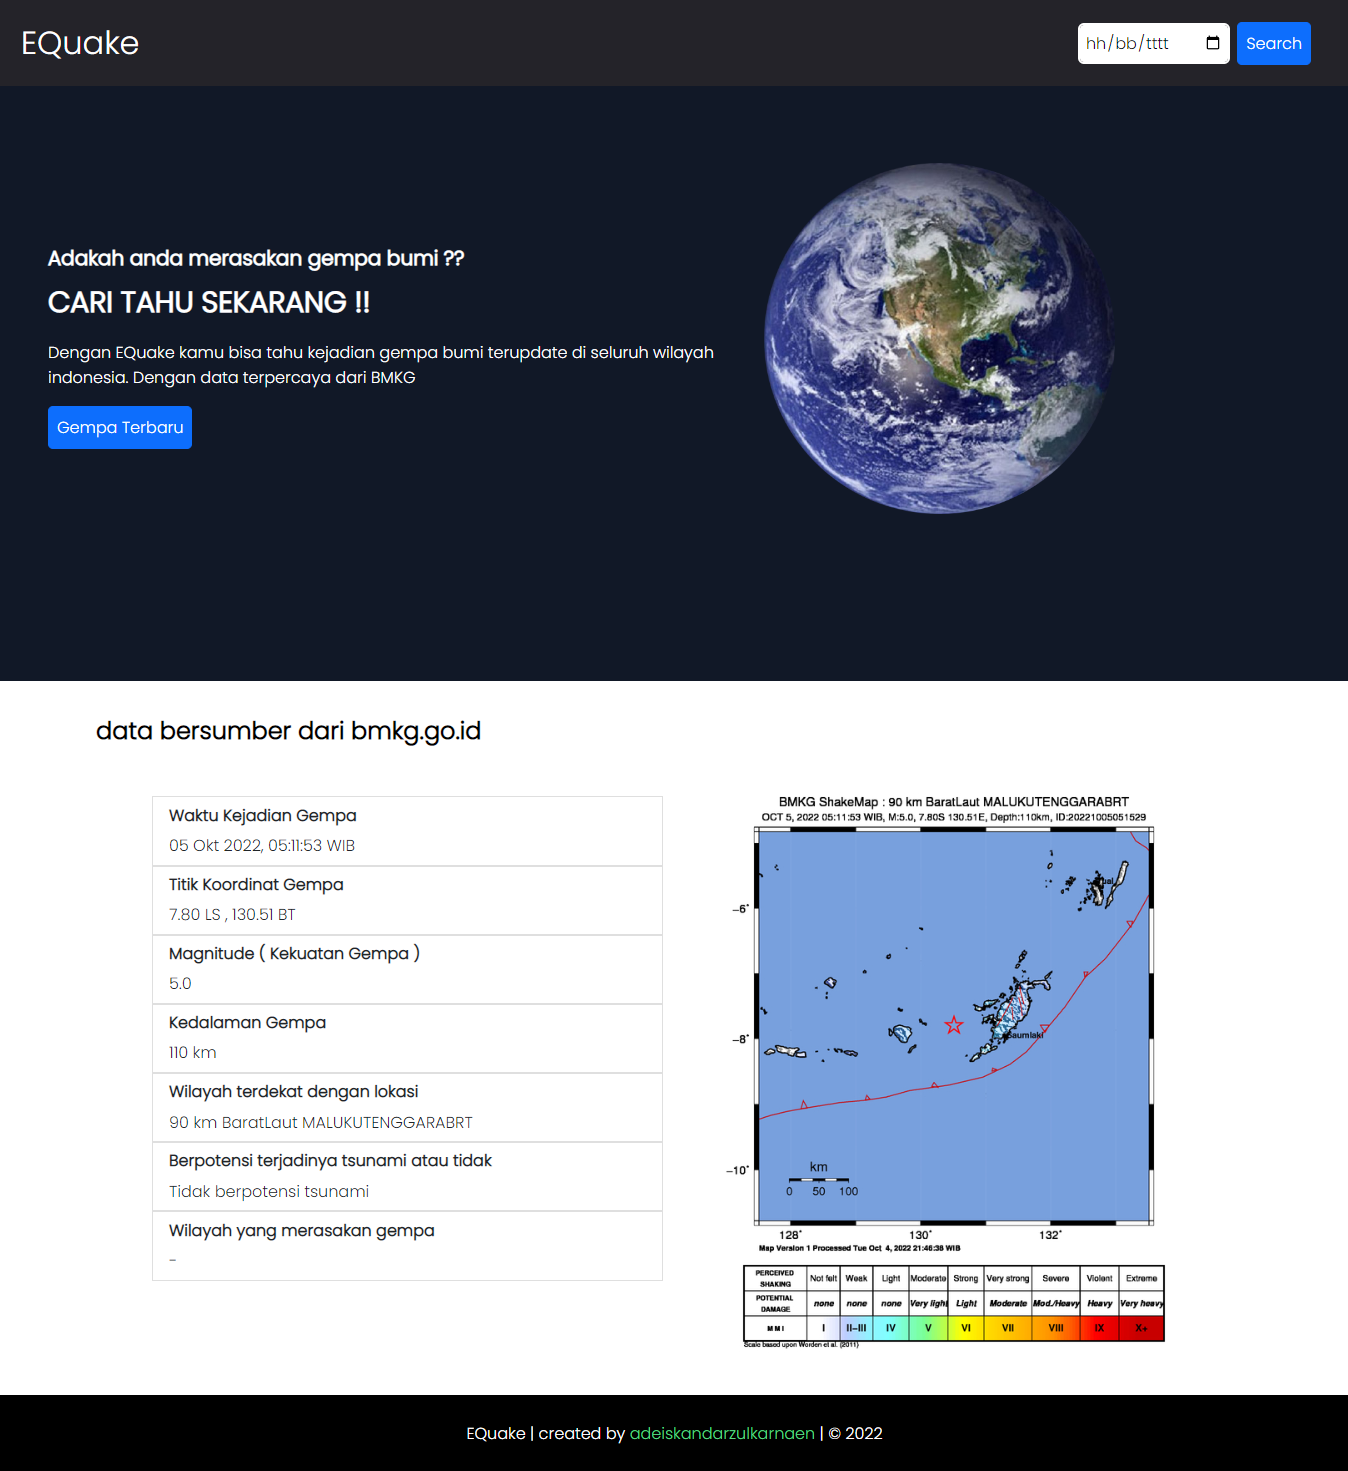 EQuake
hh/bb/tttt
Search
Adakah anda merasakan gempa bumi ??
CARI TAHU SEKARANG !!
Dengan EQuake kamu bisa tahu kejadian gempa bumi terupdate di seluruh wilayah
indonesia. Dengan data terpercaya dari BMKG
Gempa Terbaru
data bersumber dari bmkg.go.id
Waktu Kejadian Gempa
05 Okt 2022, 05:11:53 WIB
Titik Koordinat Gempa
7.80 LS , 130.51 BT
Magnitude ( Kekuatan Gempa )
5.0
Kedalaman Gempa
110 km
Wilayah terdekat dengan lokasi
90 km BaratLaut MALUKUTENGGARABRT
Berpotensi terjadinya tsunami atau tidak
Tidak berpotensi tsunami
Wilayah yang merasakan gempa
-
BMKG ShakeMap : 90 km BaratLaut MALUKUTENGGARABRT
OCT 5, 2022 05:11:53 WIB, M:5.0, 7.80S 130.51E, Depth:110km, ID:20221005051529
-6°
-8°
Saumlaki
-10°
km
0 50 100
128° 130° 132°
Map Version 1 Processed Tue Oct 4, 2022 21:46:38 WIB
PERCEIVED SHAKING Not felt Weak Light Moderate Strong Very strong Severe Violent Extreme
POTENTIAL DAMAGE none none none Very light Light Moderate Mod./Heavy Heavy Very heavy
MMI I II-III IV V VI VII VIII IX X+
Scale based upon Worden et al. (2011)
EQuake | created by adeiskandarzulkarnaen | © 2022